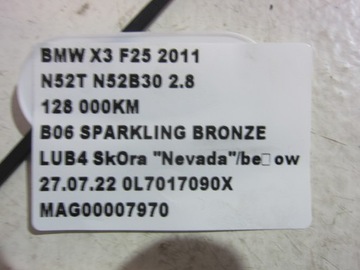 BMW X3 F25 2011
N52T N52B30 2.8
128 000KM
B06 SPARKLING BRONZE
LUB4 SkOra "Nevada"/be□ow
27.07.22 0L7017090X
MAG00007970